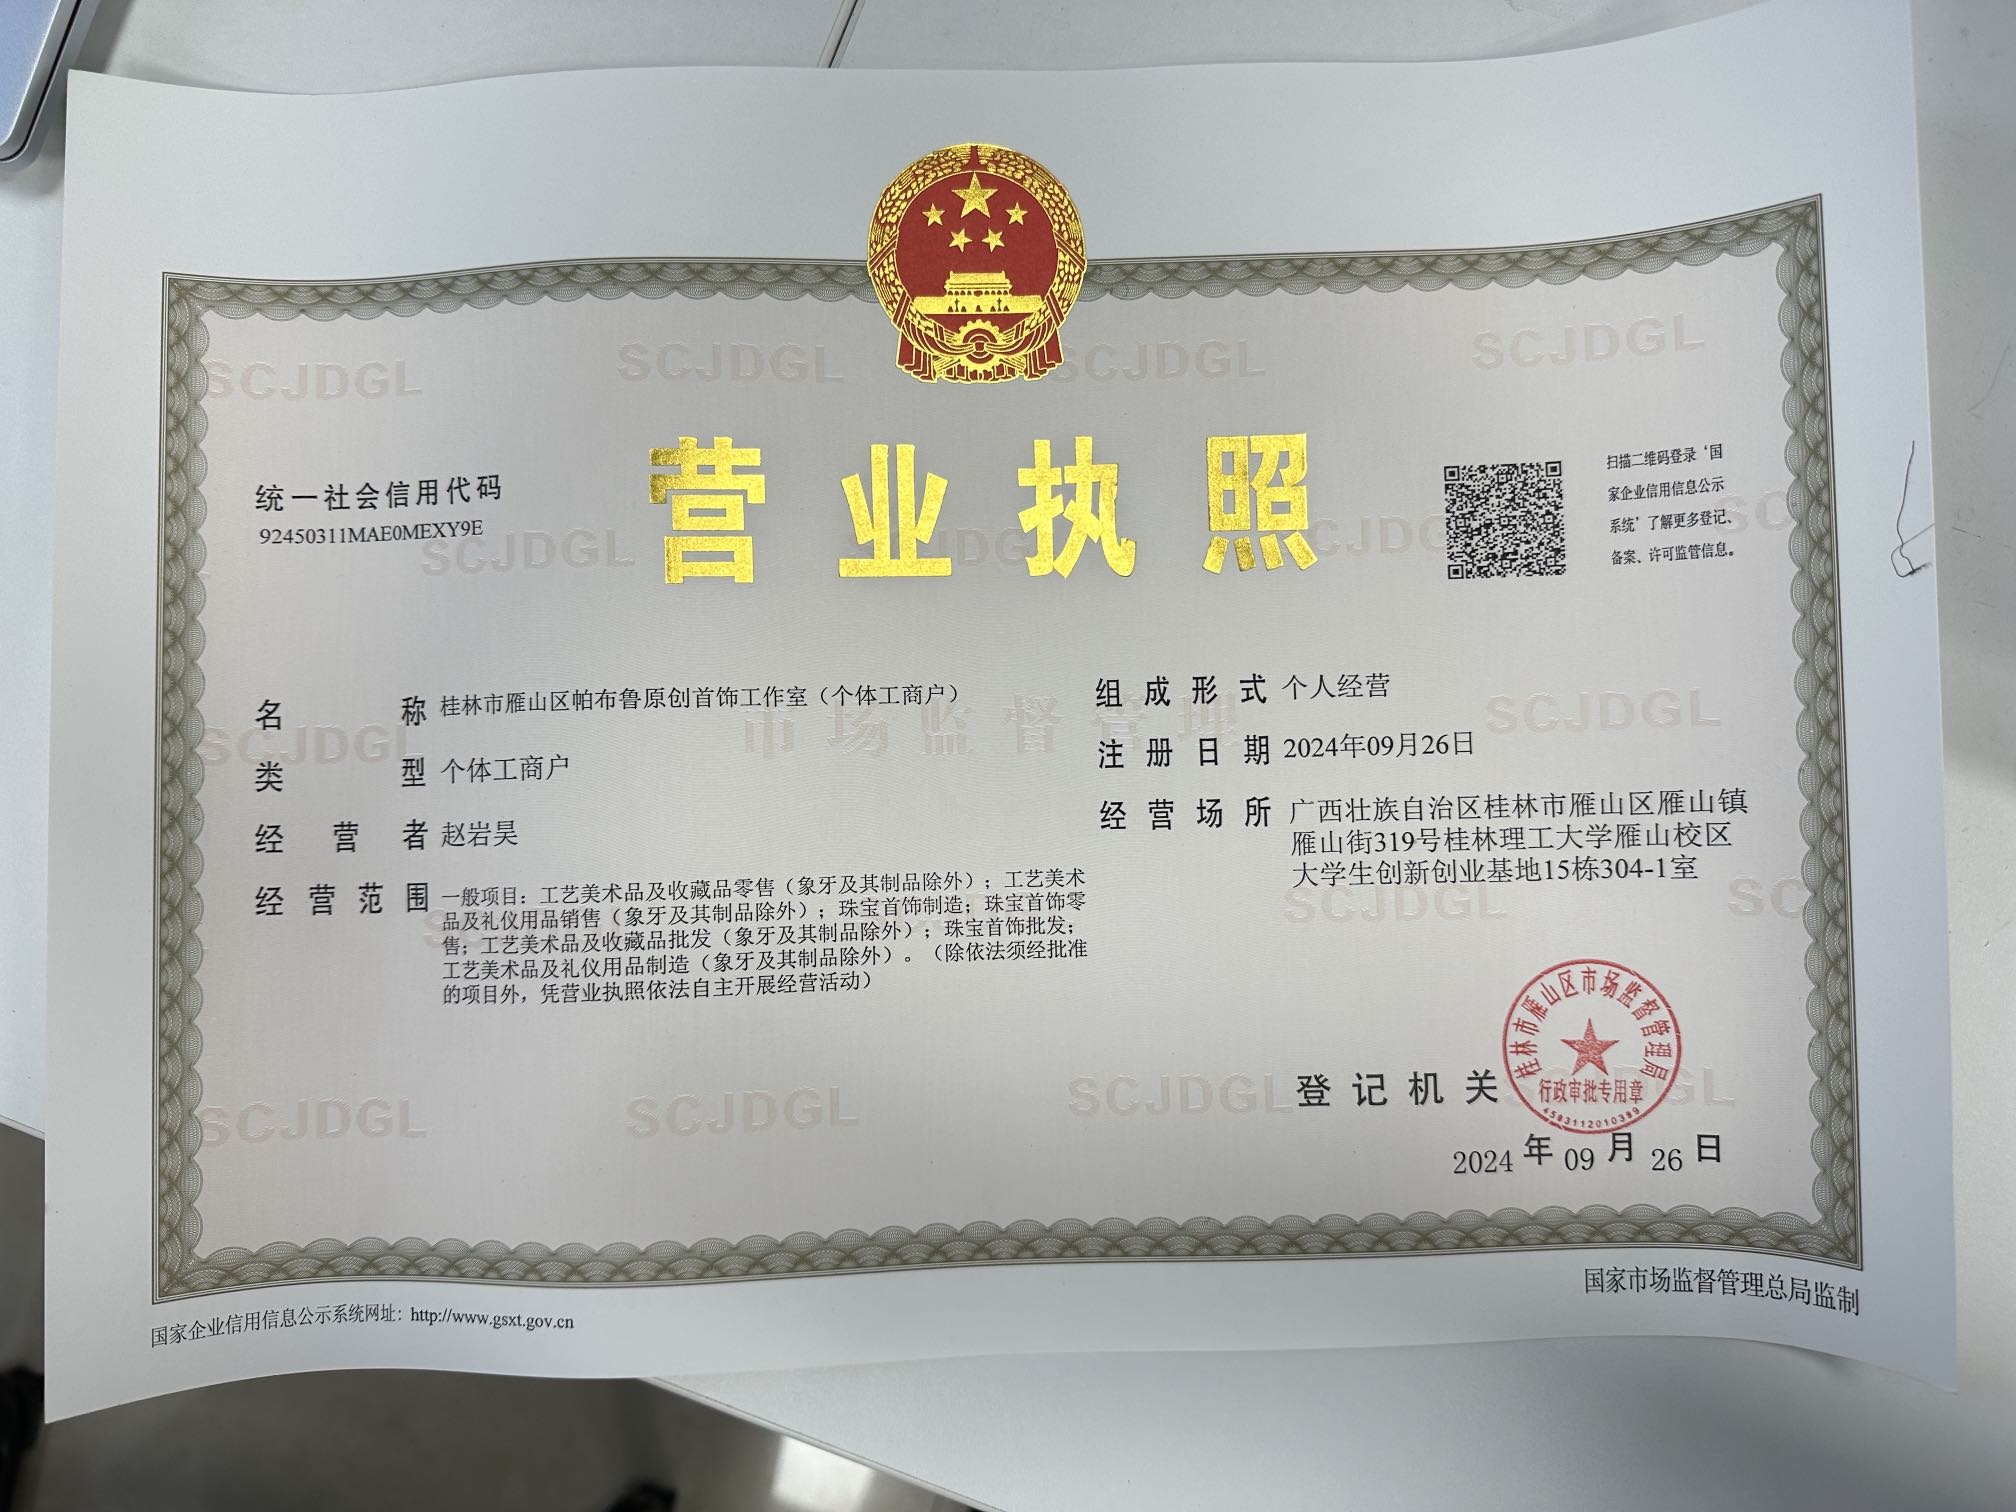 SCJDGL SCJDGL SCJDGL SCJDGL
营业执照
统一社会信用代码
92450311MAE0MEXY9E
扫描二维码登录‘国
家企业信用信息公示
系统’了解更多登记、
备案、许可监管信息。
SCJDGL
市场监督管理
名称 桂林市雁山区帕布鲁原创首饰工作室（个体工商户）
类型 个体工商户
经营者 赵岩昊
经营范围 一般项目：工艺美术品及收藏品零售（象牙及其制品除外）；工艺美术
品及礼仪用品销售（象牙及其制品除外）；珠宝首饰制造；珠宝首饰零
售；工艺美术品及收藏品批发（象牙及其制品除外）；珠宝首饰批发；
工艺美术品及礼仪用品制造（象牙及其制品除外）。（除依法须经批准
的项目外，凭营业执照依法自主开展经营活动）
组成形式 个人经营
注册日期 2024年09月26日
经营场所 广西壮族自治区桂林市雁山区雁山镇
雁山街319号桂林理工大学雁山校区
大学生创新创业基地15栋304-1室
SCJDGL SCJDGL SCJDGL
登记机关
桂林市雁山区市场监督管理局
行政审批专用章
2024年09月26日
国家企业信用信息公示系统网址：http://www.gsxt.gov.cn
国家市场监督管理总局监制